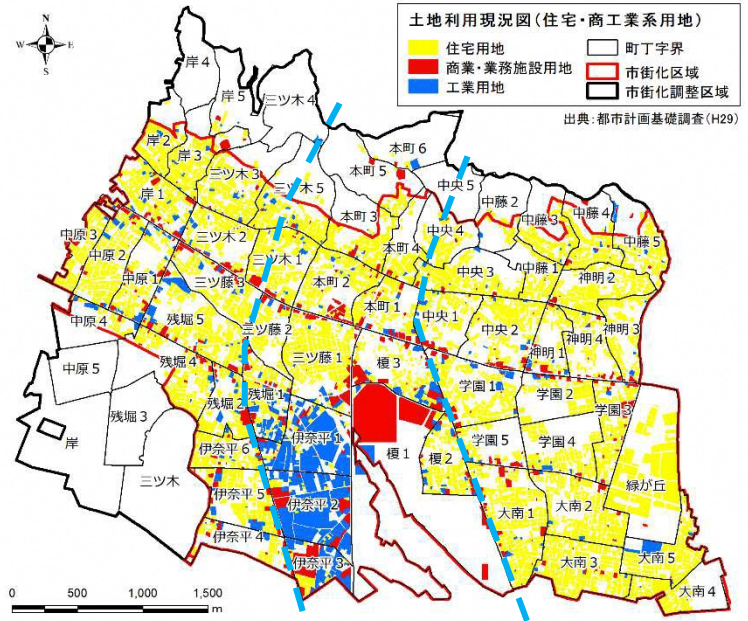 土地利用現況図(住宅・商工業系用地)
住宅用地
商業・業務施設用地
工業用地
町丁字界
市街化区域
市街化調整区域
出典:都市計画基礎調査(H29)
N
W
E
S
岸4
岸5
三ツ木4
岸2
岸3
三ツ木3
三ツ木5
本町5
本町6
中央5
中藤2
中藤3
中藤4
中藤5
岸1
本町3
中央4
中原3
三ツ木2
本町4
中原2
三ツ木1
中央3
中藤1
神明2
中原1
三ツ藤3
本町2
本町1
中央1
中原4
残堀5
三ツ藤2
中央2
神明4
神明3
神明1
三ツ藤1
榎3
中原5
残堀4
学園1
学園2
残堀1
残堀2
学園3
残堀3
伊奈平1
学園5
学園4
岸
伊奈平6
榎1
榎2
三ツ木
緑が丘
伊奈平5
伊奈平2
大南1
大南2
伊奈平4
伊奈平3
大南3
大南5
大南4
0 500 1,000 1,500
m